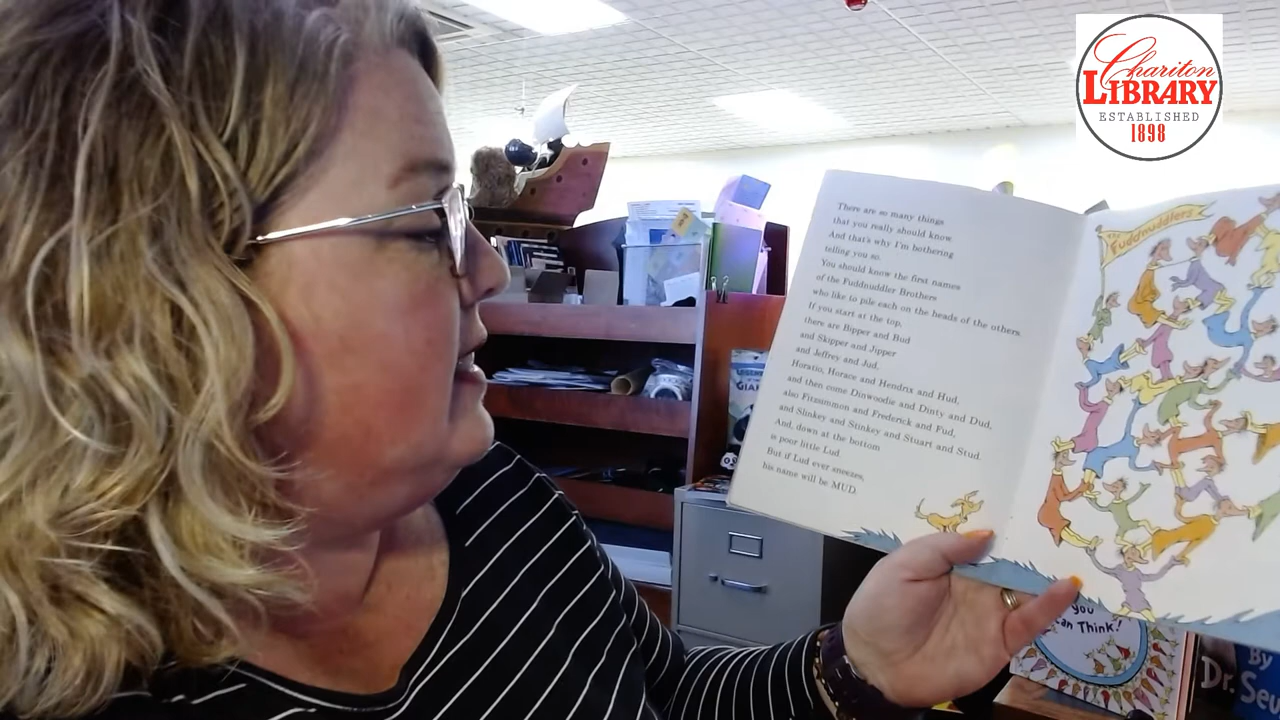 Chariton
LIBRARY
ESTABLISHED
1898
There are so many things
that you really should know.
And that's why I'm bothering
telling you so.
You should know the first names
of the Fuddnuddler Brothers
who like to pile each on the heads of the others.
If you start at the top,
there are Bipper and Bud
and Skipper and Jipper
and Jeffrey and Jud,
Horatio, Horace and Hendrix and Hud,
and then come Dinwoodie and Dinty and Dud,
also Fitzsimmon and Frederick and Fud,
and Slinkey and Stinkey and Stuart and Stud.
And, down at the bottom
is poor little Lud.
But if Lud ever sneezes,
his name will be MUD.
Fuddnuddlers
you
can Think!
By
Dr. Seu